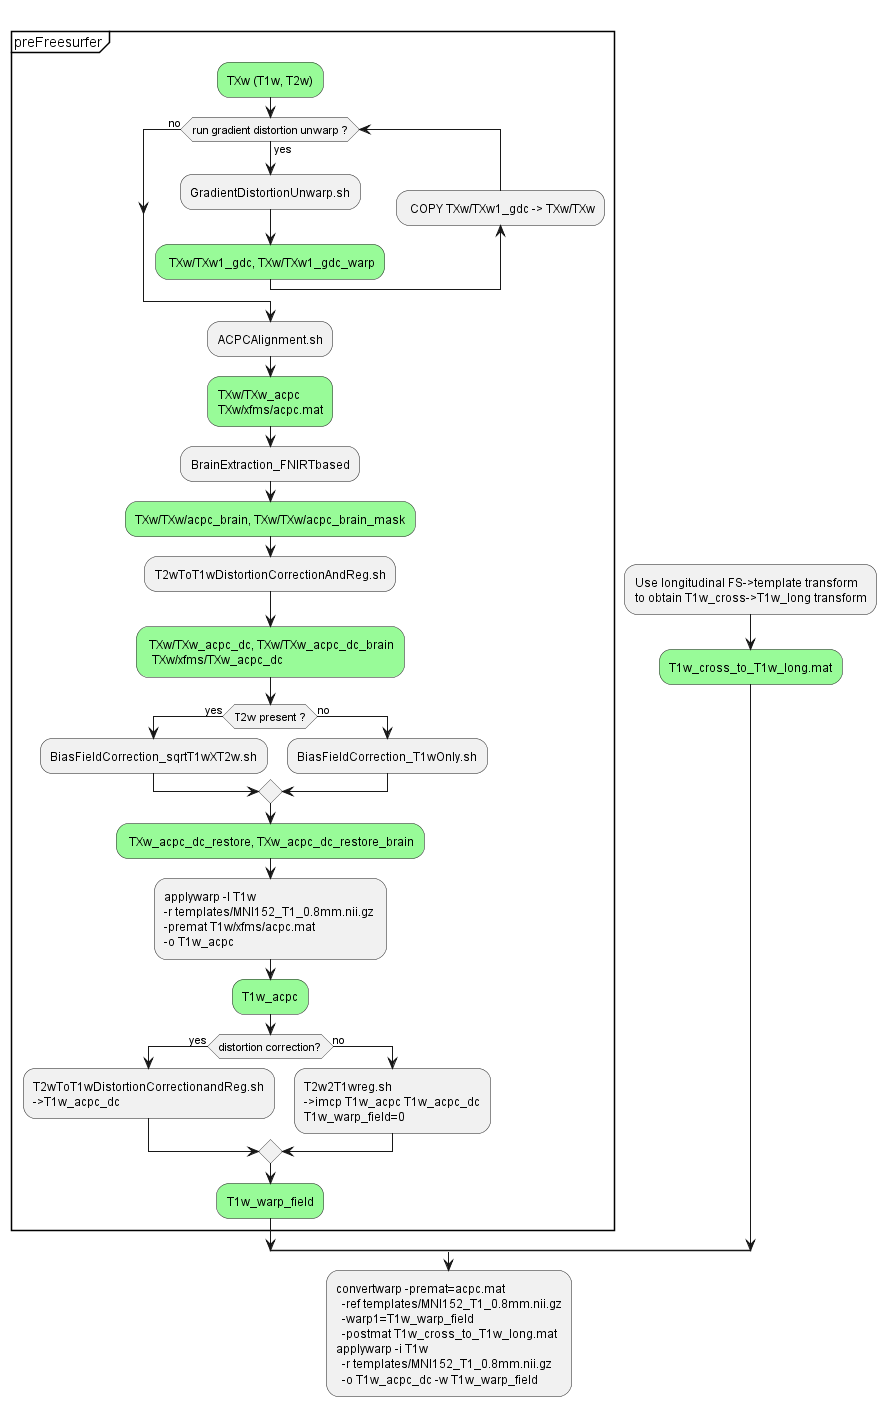 preFreesurfer
TXw (T1w, T2w)
no
run gradient distortion unwarp ?
yes
GradientDistortionUnwarp.sh
COPY TXw/TXw1_gdc -> TXw/TXw
TXw/TXw1_gdc, TXw/TXw1_gdc_warp
ACPCAlignment.sh
TXw/TXw_acpc
TXw/xfms/acpc.mat
BrainExtraction_FNIRTbased
TXw/TXw/acpc_brain, TXw/TXw/acpc_brain_mask
T2wToT1wDistortionCorrectionAndReg.sh
Use longitudinal FS->template transform
to obtain T1w_cross->T1w_long transform
TXw/TXw_acpc_dc, TXw/TXw_acpc_dc_brain
TXw/xfms/TXw_acpc_dc
T1w_cross_to_T1w_long.mat
yes
T2w present ?
no
BiasFieldCorrection_sqrtT1wXT2w.sh
BiasFieldCorrection_T1wOnly.sh
TXw_acpc_dc_restore, TXw_acpc_dc_restore_brain
applywarp -l T1w
-r templates/MNI152_T1_0.8mm.nii.gz
-premat T1w/xfms/acpc.mat
-o T1w_acpc
T1w_acpc
yes
distortion correction?
no
T2wToT1wDistortionCorrectionandReg.sh
->T1w_acpc_dc
T2w2T1wreg.sh
->imcp T1w_acpc T1w_acpc_dc
T1w_warp_field=0
T1w_warp_field
convertwarp -premat=acpc.mat
-ref templates/MNI152_T1_0.8mm.nii.gz
-warp1=T1w_warp_field
-postmat T1w_cross_to_T1w_long.mat
applywarp -i T1w
-r templates/MNI152_T1_0.8mm.nii.gz
-o T1w_acpc_dc -w T1w_warp_field